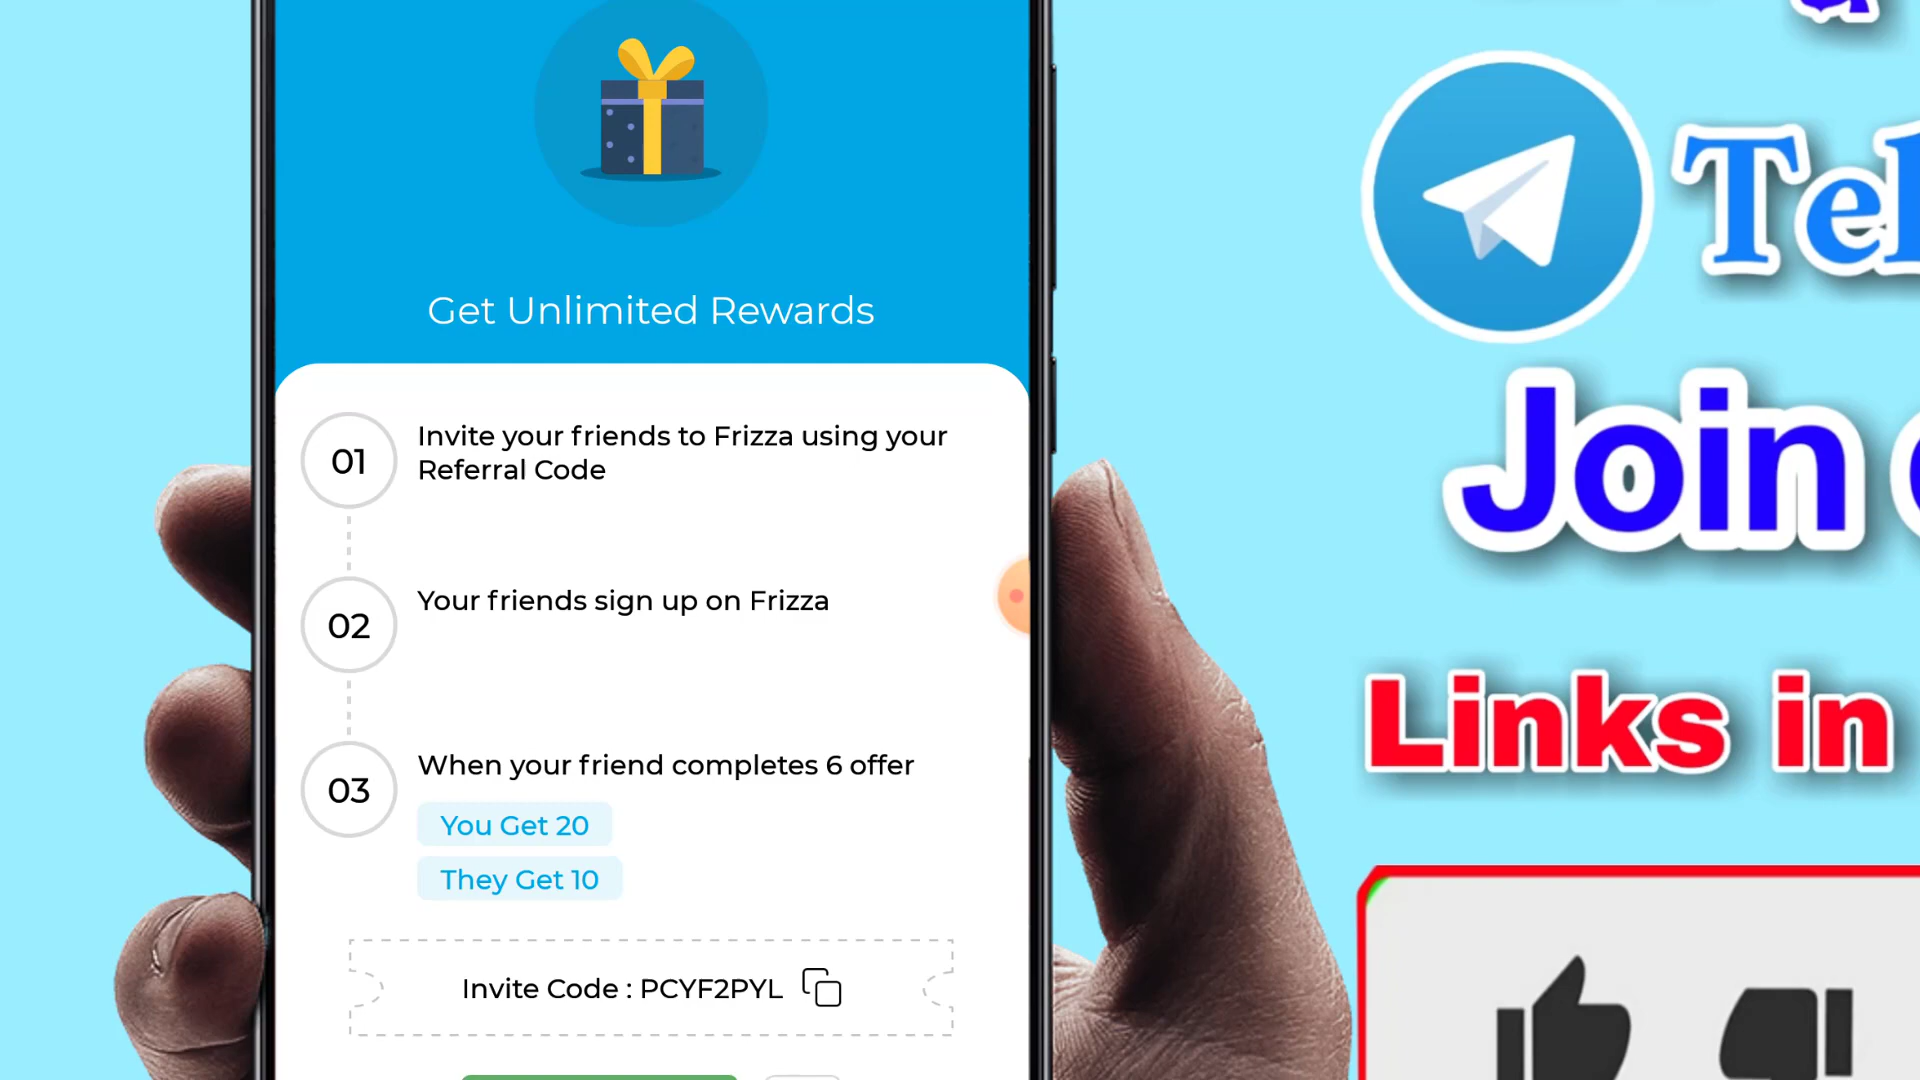 Get Unlimited Rewards
01
Invite your friends to Frizza using your
Referral Code
02
Your friends sign up on Frizza
03
When your friend completes 6 offer
You Get 20
They Get 10
Invite Code : PCYF2PYL
Tel
Join
Links in